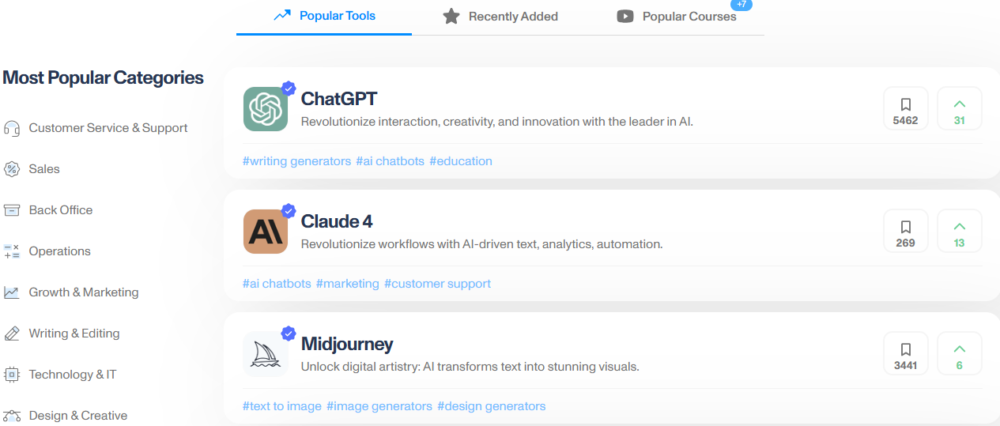 Popular Tools
Recently Added
Popular Courses
+7
Most Popular Categories
Customer Service & Support
Sales
Back Office
Operations
Growth & Marketing
Writing & Editing
Technology & IT
Design & Creative
ChatGPT
Revolutionize interaction, creativity, and innovation with the leader in AI.
5462
31
#writing generators #ai chatbots #education
Claude 4
Revolutionize workflows with AI-driven text, analytics, automation.
269
13
#ai chatbots #marketing #customer support
Midjourney
Unlock digital artistry: AI transforms text into stunning visuals.
3441
6
#text to image #image generators #design generators